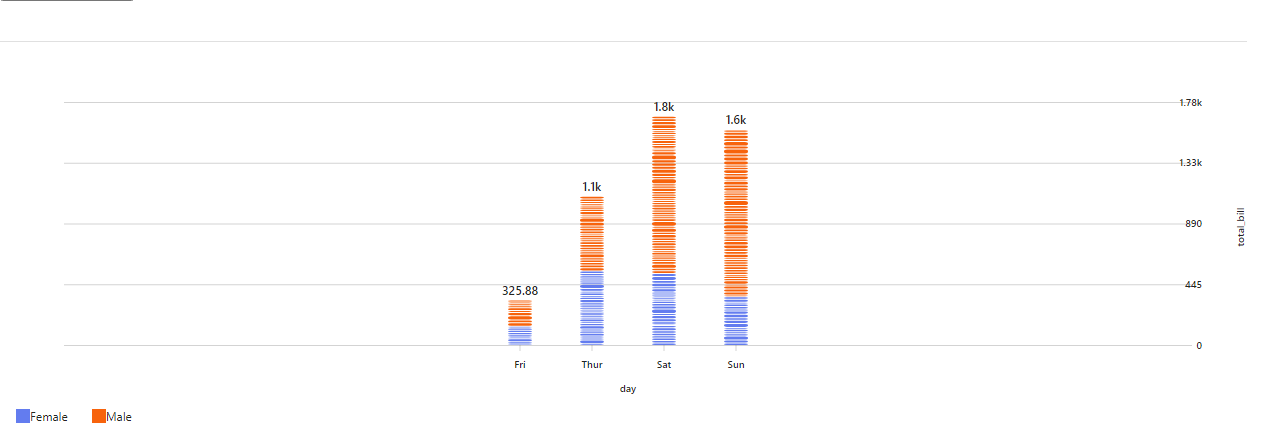 1.78k
1.8k
1.6k
1.33k
1.1k
890
total_bill
445
325.88
0
Fri Thur Sat Sun
day
Female Male